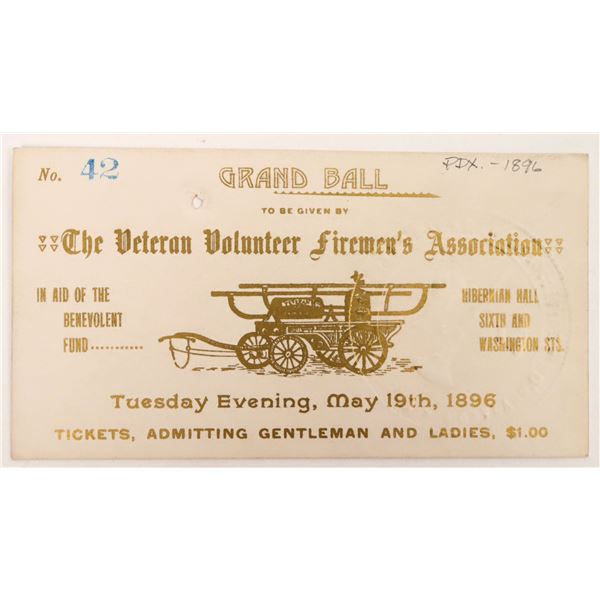 No. 42
PDX. - 1896
GRAND BALL
TO BE GIVEN BY
The Veteran Volunteer Firemen's Association
IN AID OF THE
BENEVOLENT
FUND...........
HIBERNIAN HALL
SIXTH AND
WASHINGTON STS.
Tuesday Evening, May 19th, 1896
TICKETS, ADMITTING GENTLEMAN AND LADIES, $1.00